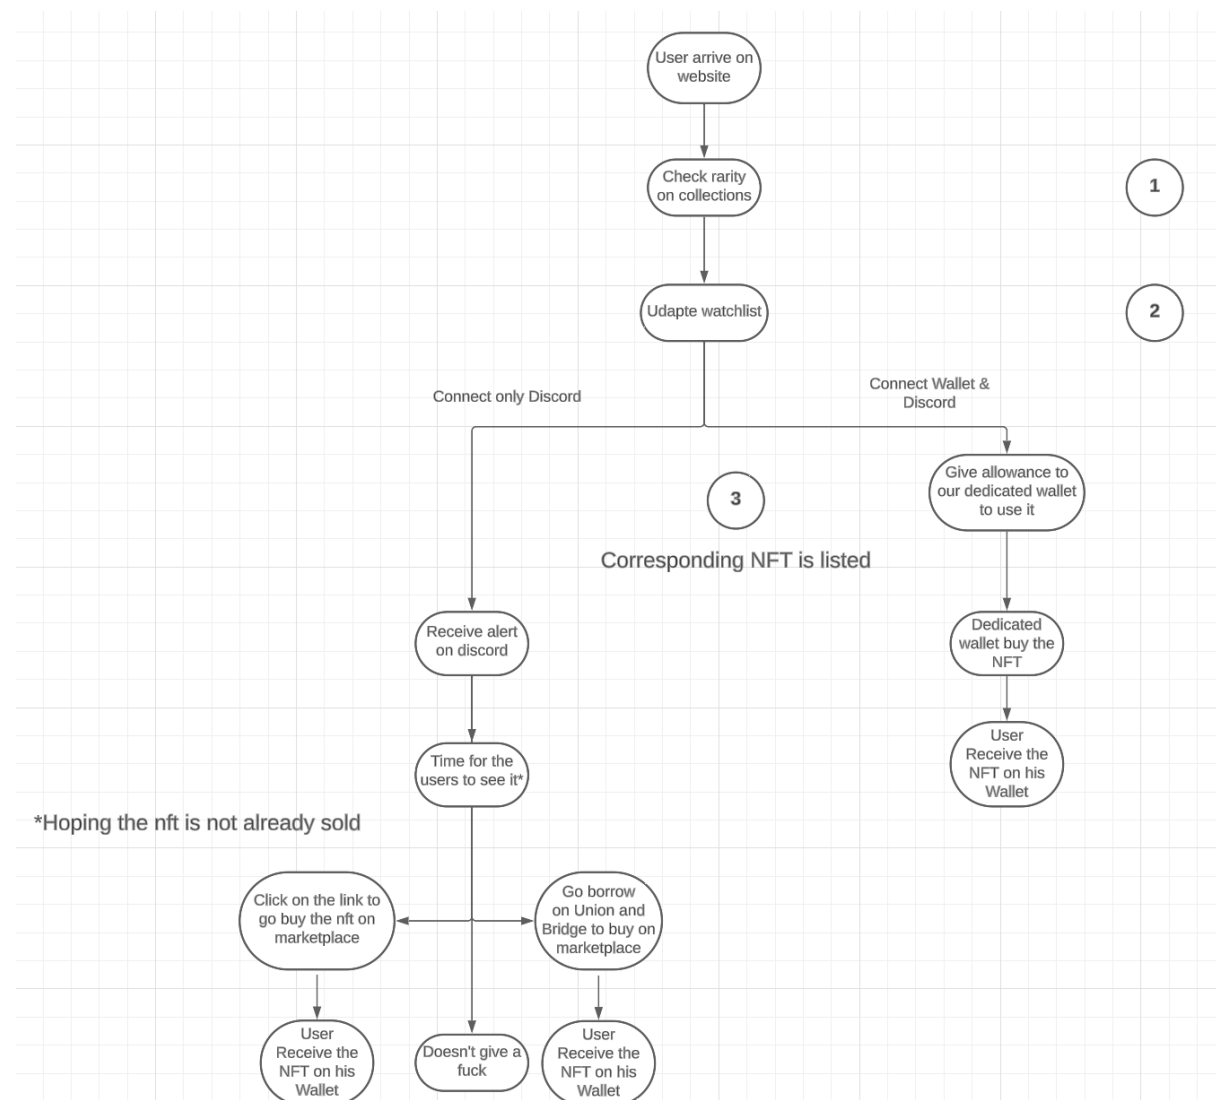 User arrive on
website
Check rarity
on collections
1
Udapte watchlist
2
Connect only Discord
Connect Wallet &
Discord
Give allowance to
our dedicated wallet
to use it
3
Corresponding NFT is listed
Receive alert
on discord
Dedicated
wallet buy the
NFT
Time for the
users to see it*
User
Receive the
NFT on his
Wallet
*Hoping the nft is not already sold
Click on the link to
go buy the nft on
marketplace
Go borrow
on Union and
Bridge to buy on
marketplace
User
Receive the
NFT on his
Wallet
Doesn't give a
fuck
User
Receive the
NFT on his
Wallet